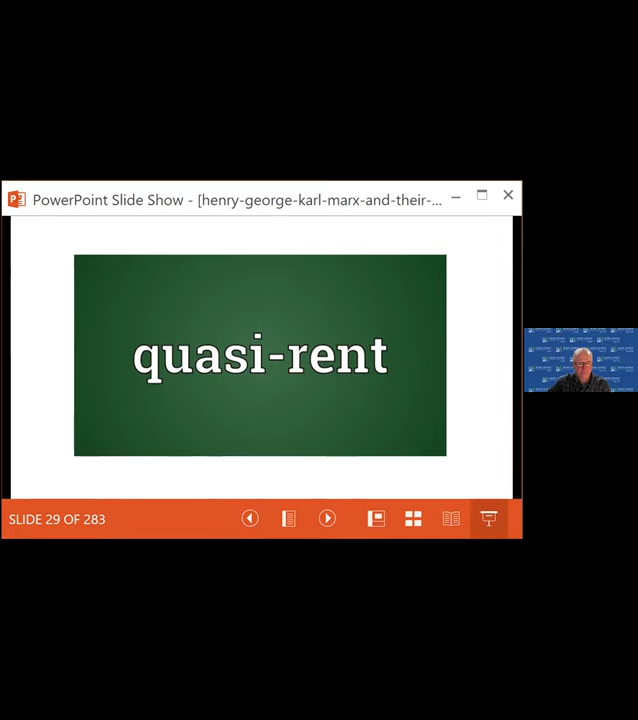 PowerPoint Slide Show - [henry-george-karl-marx-and-their-...
quasi-rent
SLIDE 29 OF 283